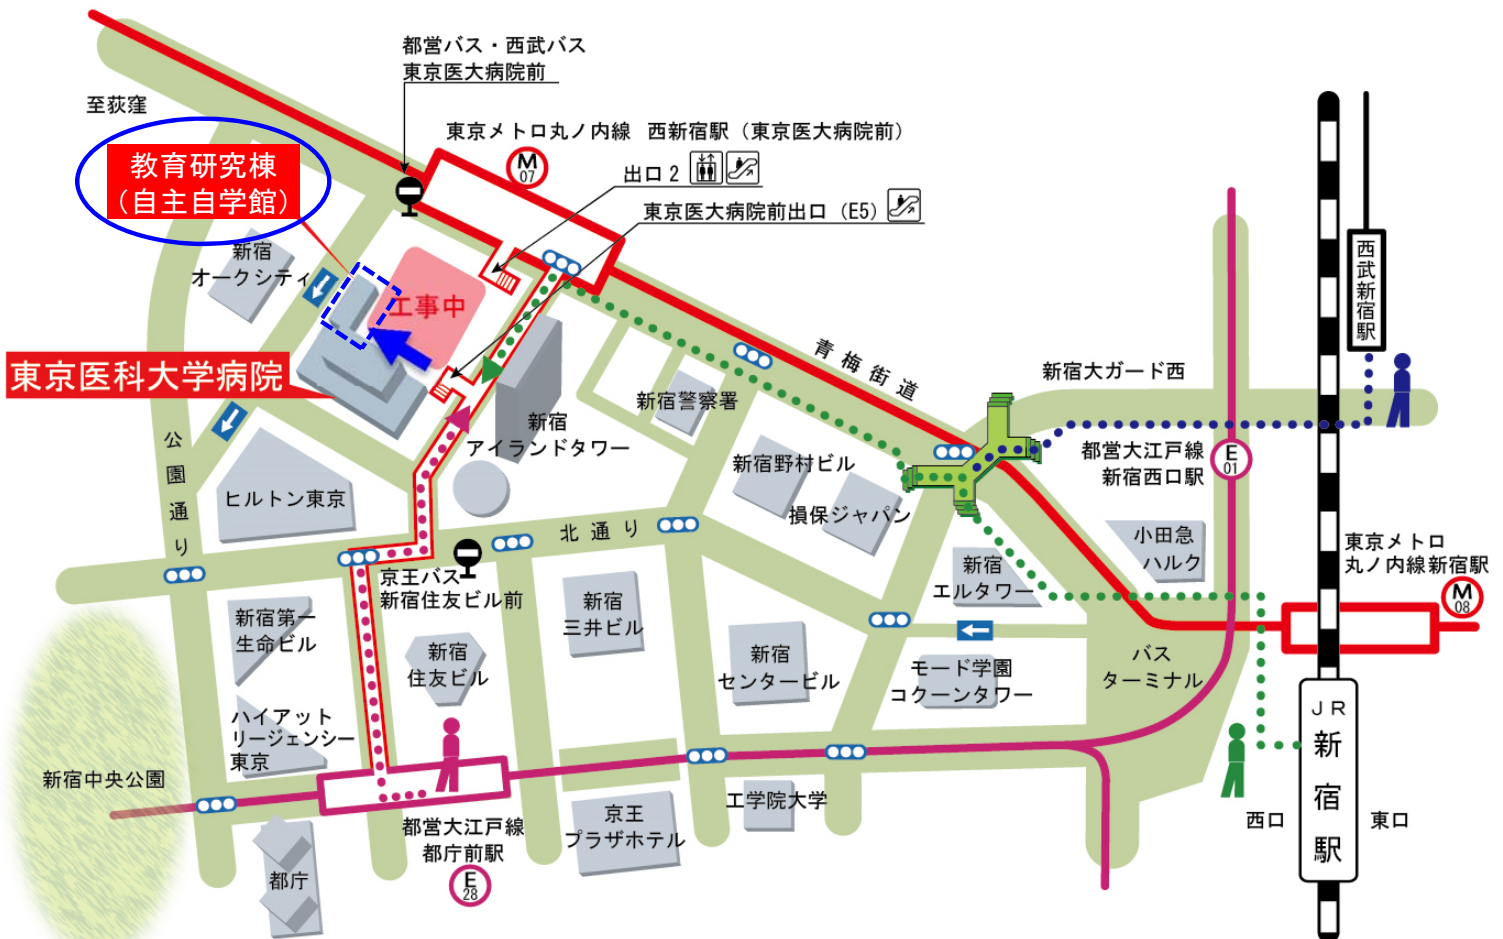 都営バス・西武バス
東京医大病院前
至荻窪
東京メトロ丸ノ内線 西新宿駅（東京医大病院前）
M
07
教育研究棟
（自主自学館）
出口2
東京医大病院前出口（E5）
新宿
オークシティ
工事中
西武新宿駅
東京医科大学病院
青梅街道
新宿大ガード西
新宿警察署
新宿
アイランドタワー
公園通り
新宿野村ビル
都営大江戸線
新宿西口駅
E
01
ヒルトン東京
損保ジャパン
北通り
小田急
ハルク
東京メトロ
丸ノ内線新宿駅
M
08
京王バス
新宿住友ビル前
新宿
エルタワー
新宿第一
生命ビル
新宿
三井ビル
新宿
住友ビル
新宿
センタービル
モード学園
コクーンタワー
バス
ターミナル
ハイアット
リージェンシー
東京
JR
新宿駅
新宿中央公園
工学院大学
西口
東口
都営大江戸線
都庁前駅
E
28
京王
プラザホテル
都庁